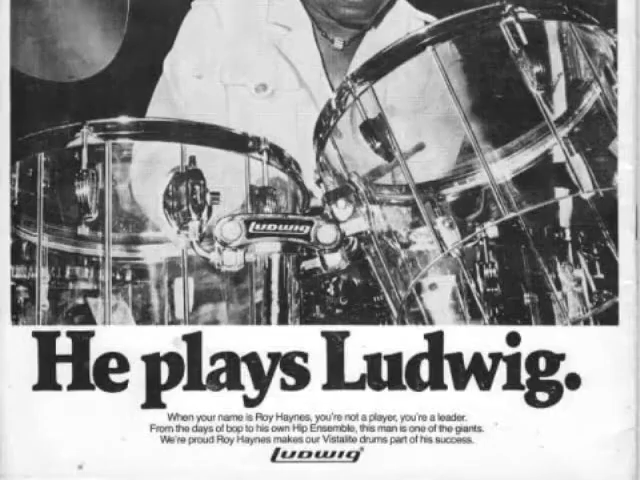 LUDWIG
He plays Ludwig.
When your name is Roy Haynes, you're not a player, you're a leader.
From the days of bop to his own Hip Ensemble, this man is one of the giants.
We're proud Roy Haynes makes our Vistalite drums part of his success.
LUDWIG®